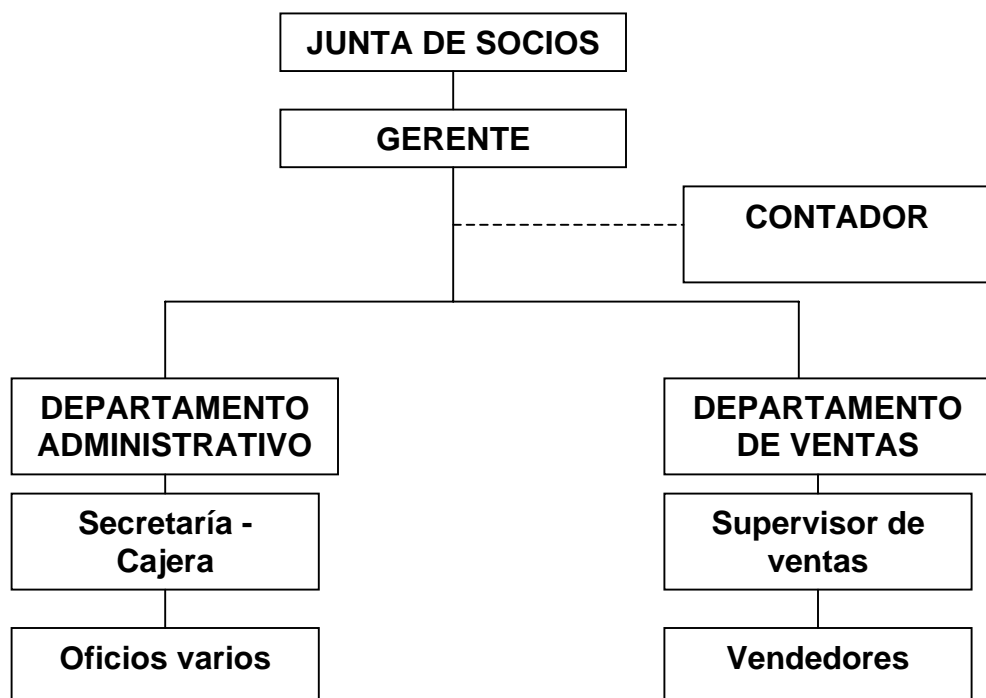 JUNTA DE SOCIOS
GERENTE
CONTADOR
DEPARTAMENTO
ADMINISTRATIVO
DEPARTAMENTO
DE VENTAS
Secretaría -
Cajera
Supervisor de
ventas
Oficios varios
Vendedores